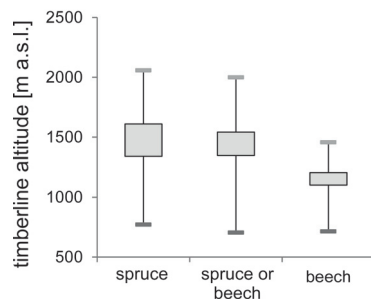 timberline altitude [m a.s.l.]
2500
2000
1500
1000
500
spruce
spruce or
beech
beech